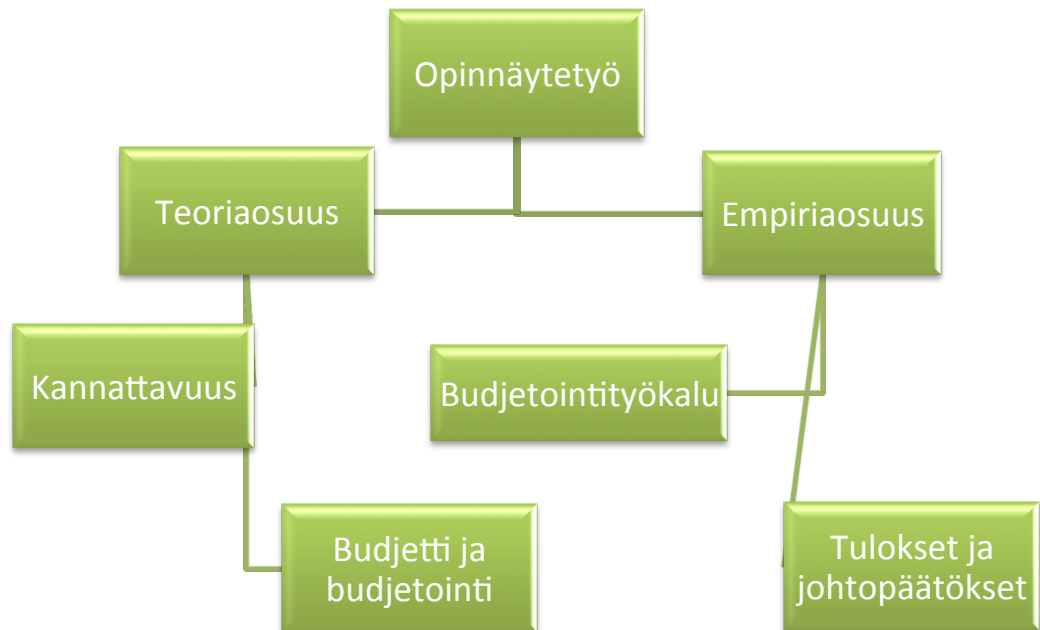 Opinnäytetyö
Teoriaosuus
Empiriaosuus
Kannattavuus
Budjetointityökalu
Budjetti ja
budjetointi
Tulokset ja
johtopäätökset